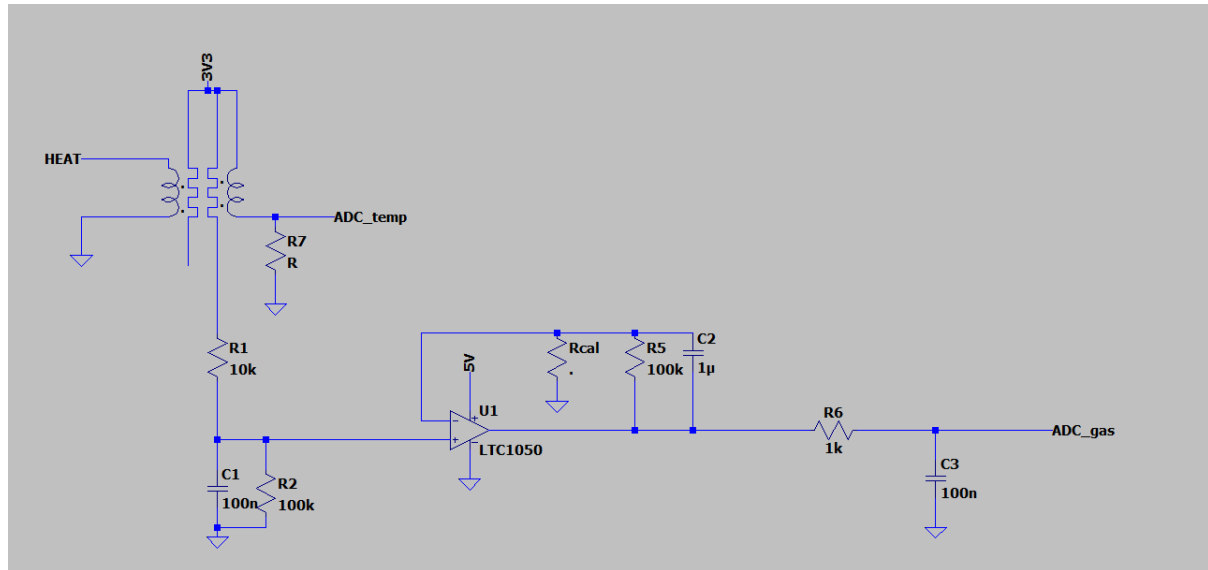 3V3
HEAT
ADC_temp
R7
R
R1
10k
Rcal
.
R5
100k
C2
1µ
5V
U1
LTC1050
R6
1k
ADC_gas
C1
100n
R2
100k
C3
100n